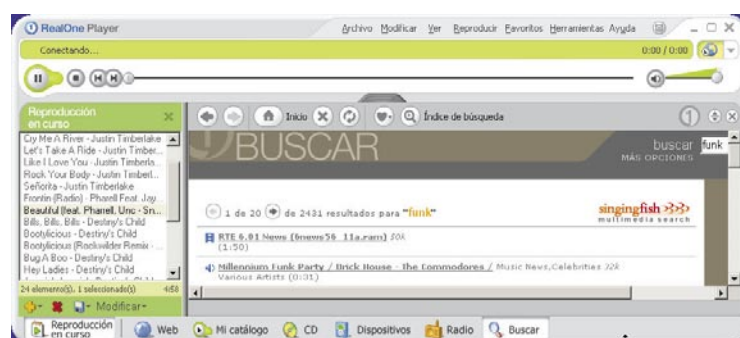 RealOne Player
Archivo Modificar Ver Reproducir Favoritos Herramientas Ayuda
Conectando...
0:00 / 0:00
Reproducción
en curso
Inicio
Índice de búsqueda
Cry Me A River - Justin Timberlake
Let's Take A Ride - Justin Timber...
Like I Love You - Justin Timberla...
Rock Your Body - Justin Timberl...
Señorita - Justin Timberlake
Frontin (Radio) - Pharell Feat. Jay...
Beautiful (feat. Pharell, Unc - Sn...
Bills, Bills, Bills - Destiny's Child
Bootylicious - Destiny's Child
Bootylicious (Rockwilder Remix - ...
Bug A Boo - Destiny's Child
Hey Ladies - Destiny's Child
24 elemento(s), 1 seleccionado(s) 4:58
Modificar
BUSCAR
buscar funk
MÁS OPCIONES
1 de 20 de 2431 resultados para "funk"
singingfish
multimedia search
RTE 6.01 News (6news56_11a.ram) 50k
(1:50)
Millennium Funk Party / Brick House - The Commodores / Music News,Celebrities 22k
Various Artists (0:01)
Reproducción
en curso
Web
Mi catálogo
CD
Dispositivos
Radio
Buscar